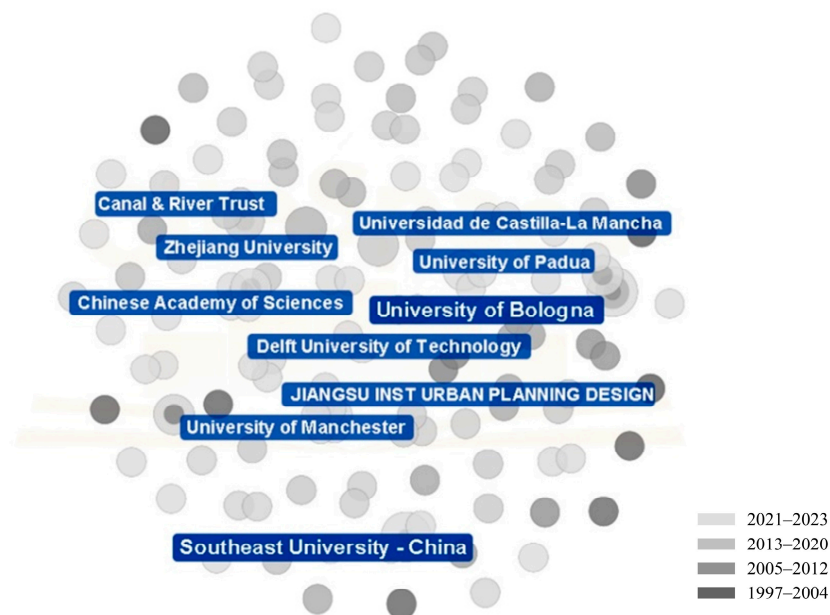 Canal & River Trust
Universidad de Castilla-La Mancha
Zhejiang University
University of Padua
Chinese Academy of Sciences
University of Bologna
Delft University of Technology
JIANGSU INST URBAN PLANNING DESIGN
University of Manchester
Southeast University - China
2021–2023
2013–2020
2005–2012
1997–2004